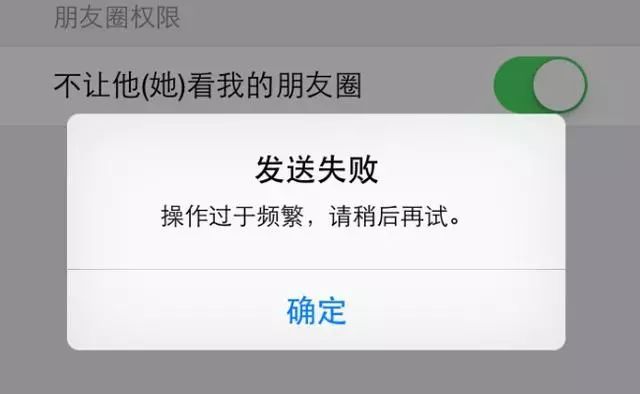 朋友圈权限
不让他(她)看我的朋友圈
发送失败
操作过于频繁，请稍后再试。
确定